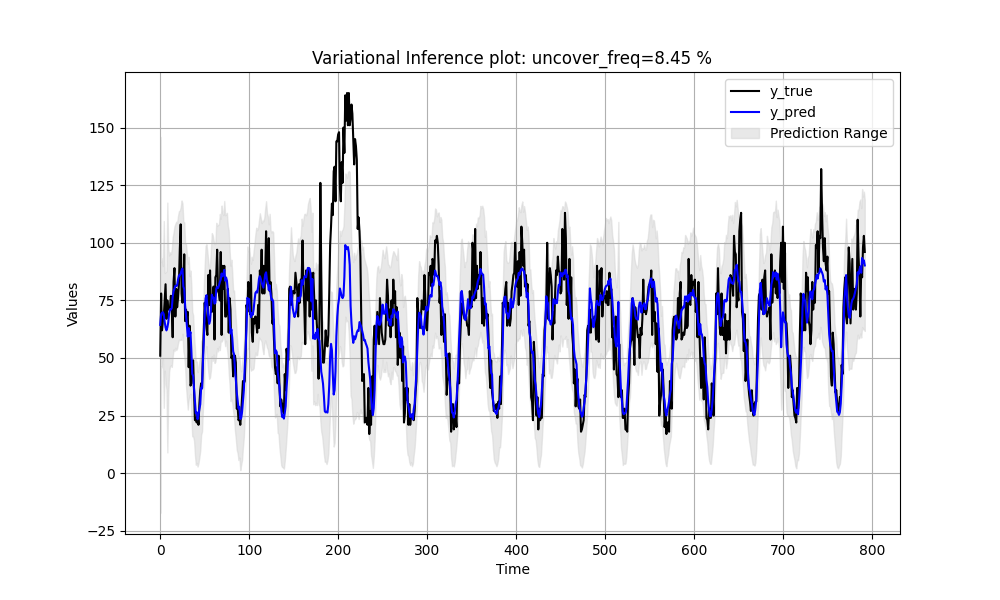 Variational Inference plot: uncover_freq=8.45 %
y_true
y_pred
Prediction Range
Values
150
125
100
75
50
25
0
−25
0 100 200 300 400 500 600 700 800
Time